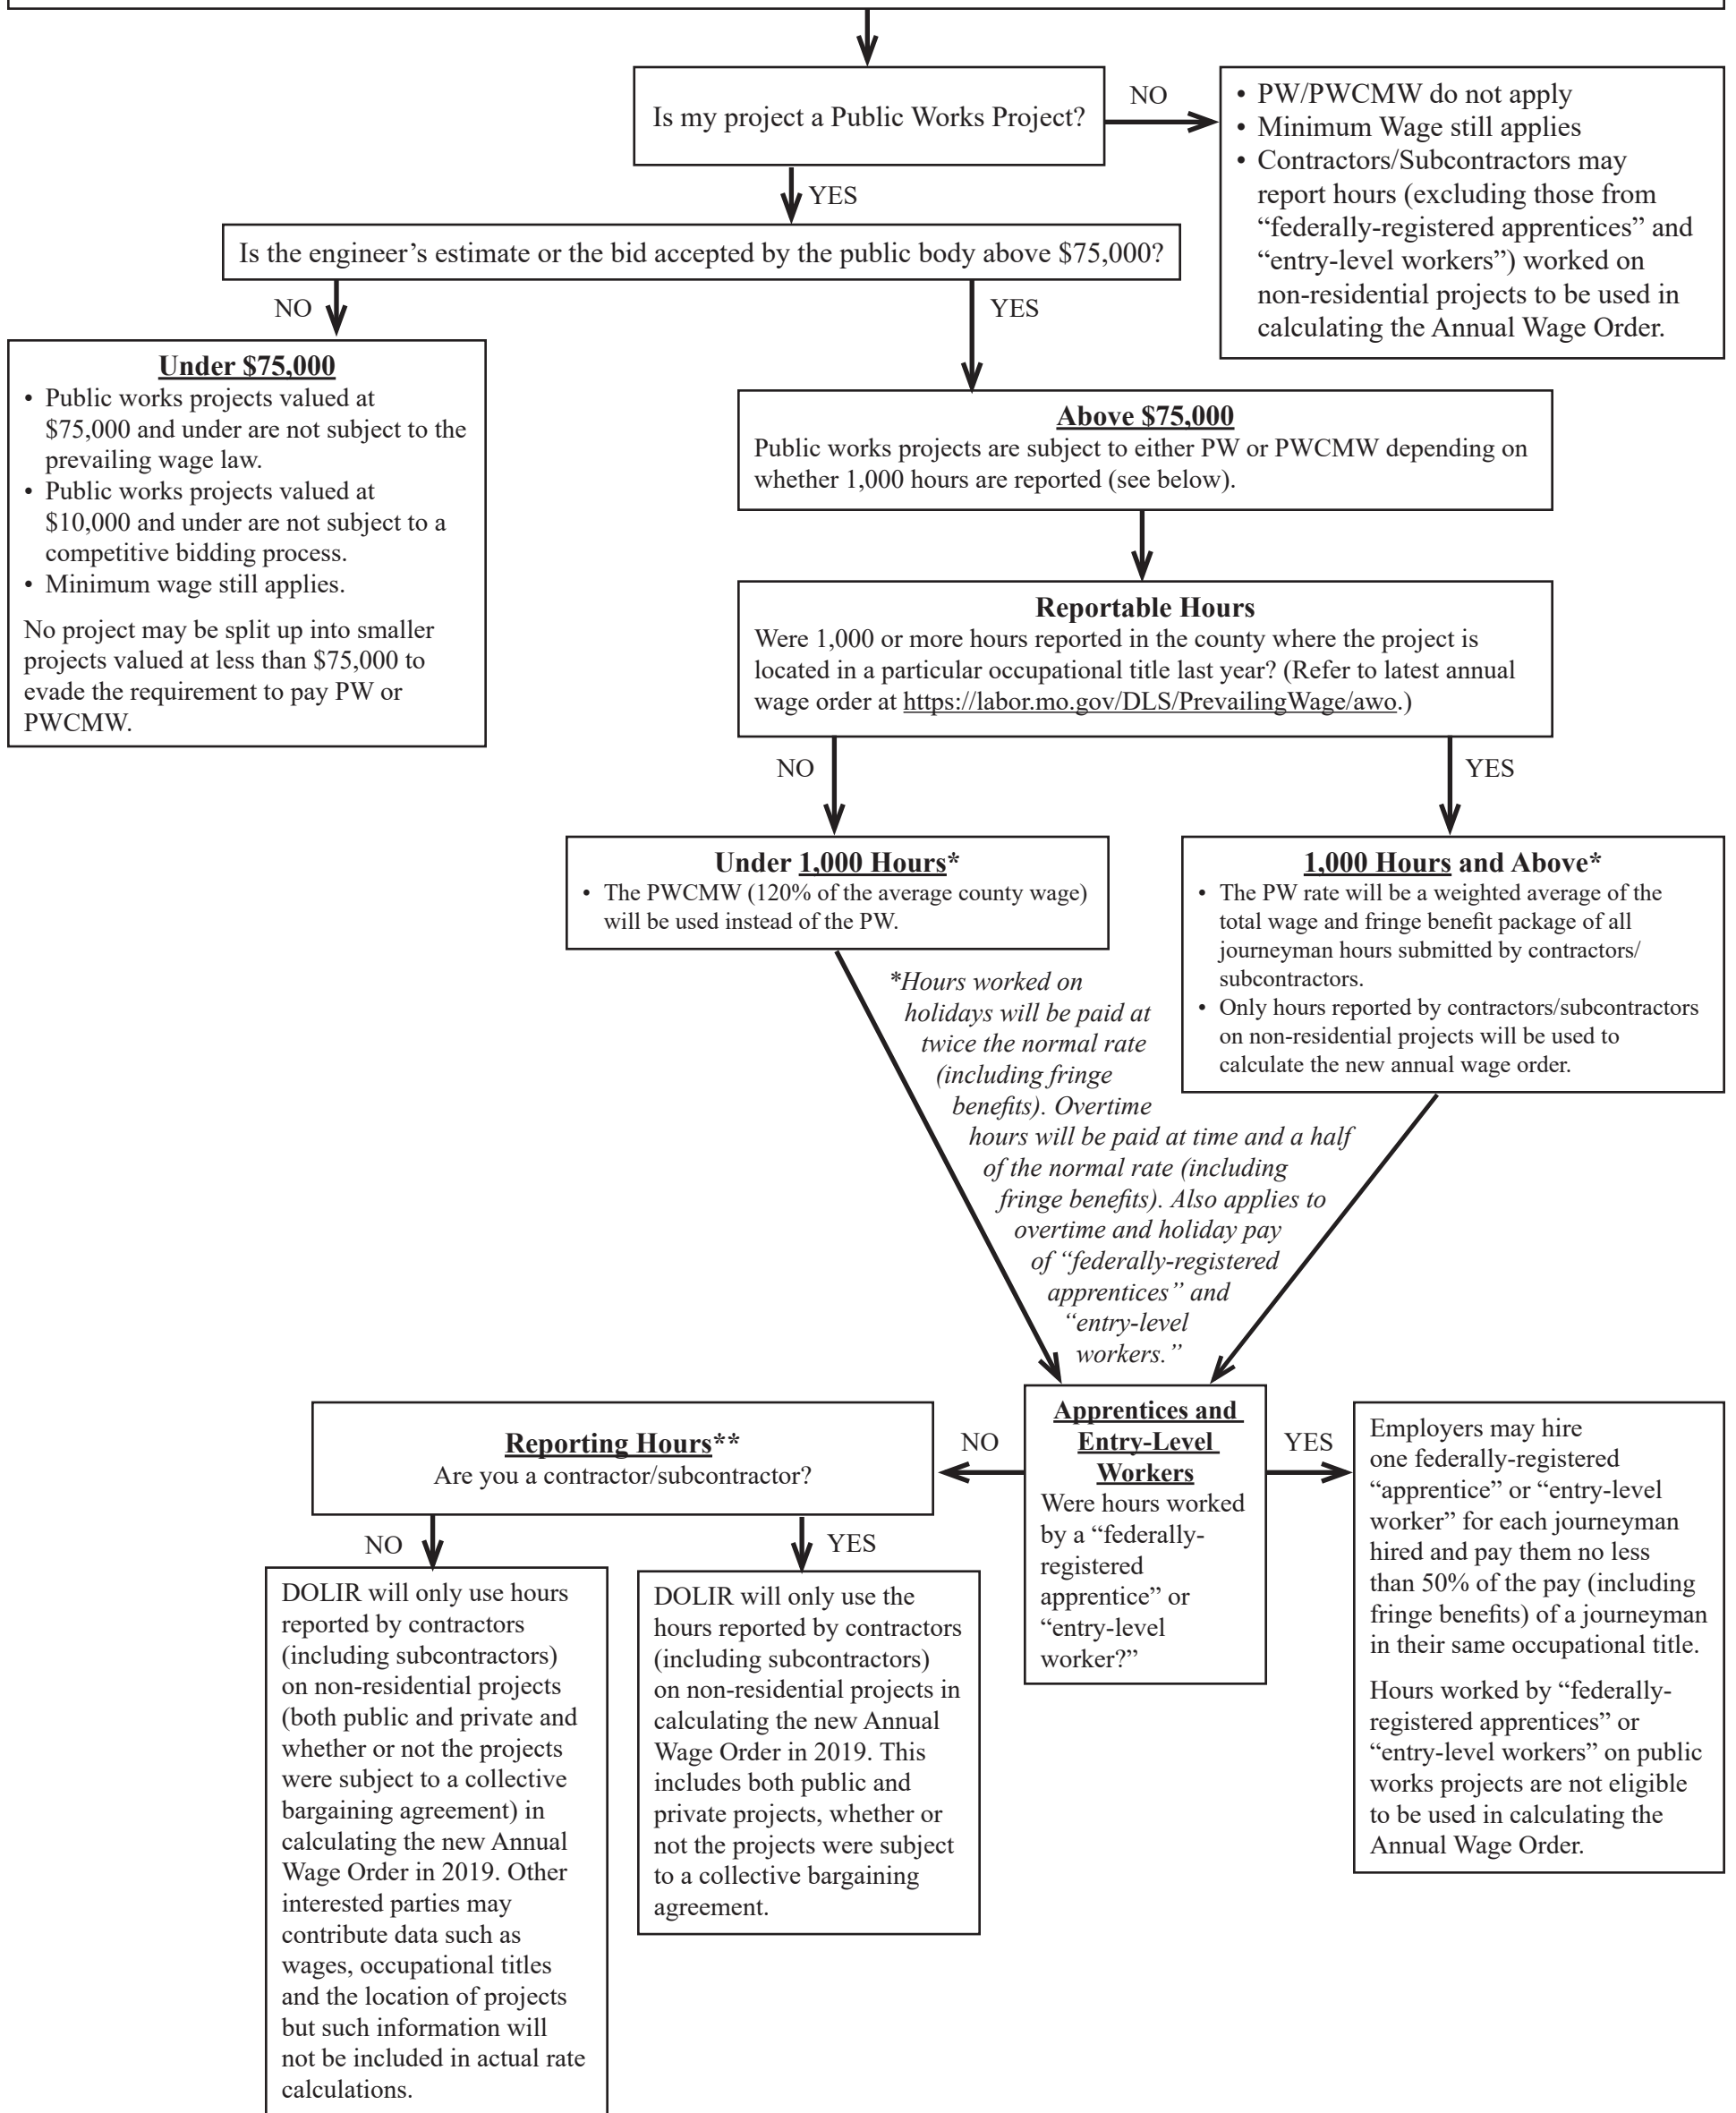 Is my project a Public Works Project?
NO
• PW/PWCMW do not apply
• Minimum Wage still applies
• Contractors/Subcontractors may
report hours (excluding those from
“federally-registered apprentices” and
“entry-level workers”) worked on
non-residential projects to be used in
calculating the Annual Wage Order.
YES
Is the engineer’s estimate or the bid accepted by the public body above $75,000?
NO
YES
Under $75,000
• Public works projects valued at
$75,000 and under are not subject to the
prevailing wage law.
• Public works projects valued at
$10,000 and under are not subject to a
competitive bidding process.
• Minimum wage still applies.
No project may be split up into smaller
projects valued at less than $75,000 to
evade the requirement to pay PW or
PWCMW.
Above $75,000
Public works projects are subject to either PW or PWCMW depending on
whether 1,000 hours are reported (see below).
Reportable Hours
Were 1,000 or more hours reported in the county where the project is
located in a particular occupational title last year? (Refer to latest annual
wage order at https://labor.mo.gov/DLS/PrevailingWage/awo.)
NO
YES
Under 1,000 Hours*
• The PWCMW (120% of the average county wage)
will be used instead of the PW.
1,000 Hours and Above*
• The PW rate will be a weighted average of the
total wage and fringe benefit package of all
journeyman hours submitted by contractors/
subcontractors.
• Only hours reported by contractors/subcontractors
on non-residential projects will be used to
calculate the new annual wage order.
*Hours worked on
holidays will be paid at
twice the normal rate
(including fringe
benefits). Overtime
hours will be paid at time and a half
of the normal rate (including
fringe benefits). Also applies to
overtime and holiday pay
of “federally-registered
apprentices” and
“entry-level
workers.”
Apprentices and
Entry-Level
Workers
Were hours worked
by a “federally-
registered
apprentice” or
“entry-level
worker?”
NO
YES
Reporting Hours**
Are you a contractor/subcontractor?
Employers may hire
one federally-registered
“apprentice” or “entry-level
worker” for each journeyman
hired and pay them no less
than 50% of the pay (including
fringe benefits) of a journeyman
in their same occupational title.
Hours worked by “federally-
registered apprentices” or
“entry-level workers” on public
works projects are not eligible
to be used in calculating the
Annual Wage Order.
NO
YES
DOLIR will only use hours
reported by contractors
(including subcontractors)
on non-residential projects
(both public and private and
whether or not the projects
were subject to a collective
bargaining agreement) in
calculating the new Annual
Wage Order in 2019. Other
interested parties may
contribute data such as
wages, occupational titles
and the location of projects
but such information will
not be included in actual rate
calculations.
DOLIR will only use the
hours reported by contractors
(including subcontractors)
on non-residential projects in
calculating the new Annual
Wage Order in 2019. This
includes both public and
private projects, whether or
not the projects were subject
to a collective bargaining
agreement.